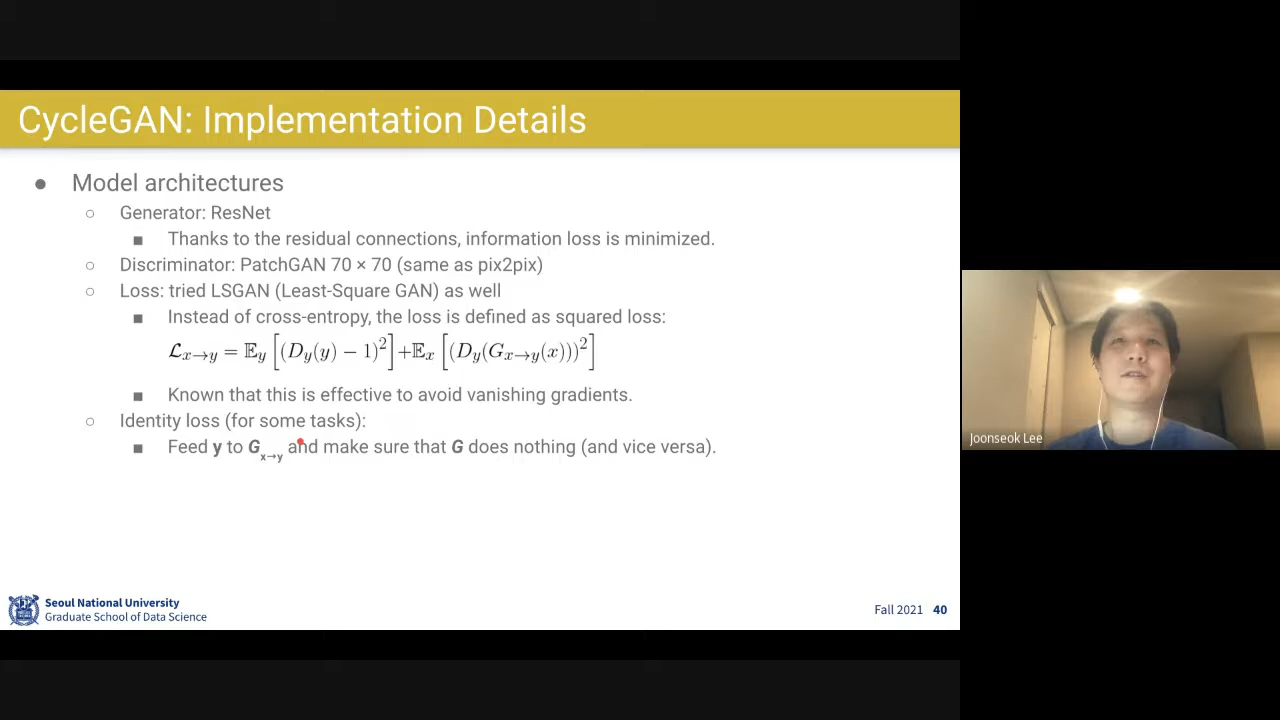 CycleGAN: Implementation Details
● Model architectures
○ Generator: ResNet
■ Thanks to the residual connections, information loss is minimized.
○ Discriminator: PatchGAN 70 × 70 (same as pix2pix)
○ Loss: tried LSGAN (Least-Square GAN) as well
■ Instead of cross-entropy, the loss is defined as squared loss:
ℒx→y = 𝔼y [(Dy(y) − 1)²] + 𝔼x [(Dy(Gx→y(x)))²]
■ Known that this is effective to avoid vanishing gradients.
○ Identity loss (for some tasks):
■ Feed y to Gx→y and make sure that G does nothing (and vice versa).
Joonseok Lee
Seoul National University
Graduate School of Data Science
Fall 2021 40